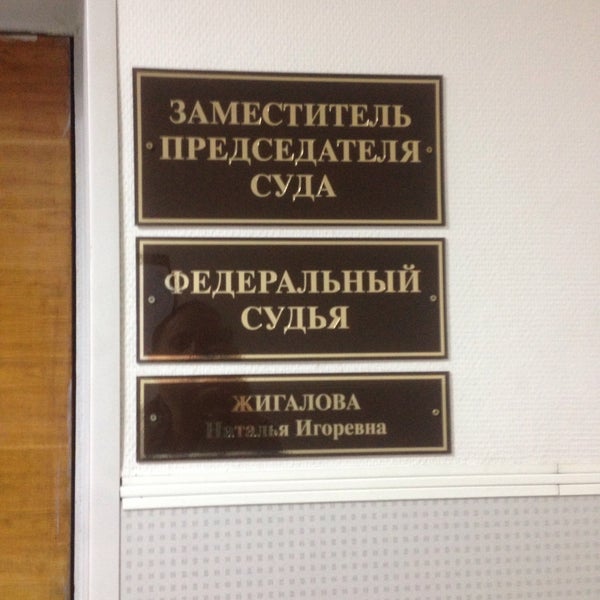 ЗАМЕСТИТЕЛЬ
ПРЕДСЕДАТЕЛЯ
СУДА
ФЕДЕРАЛЬНЫЙ
СУДЬЯ
ЖИГАЛОВА
Наталья Игоревна